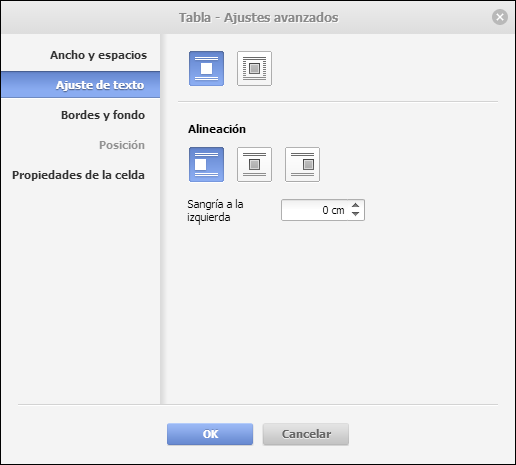 Tabla - Ajustes avanzados
Ancho y espacios
Ajuste de texto
Bordes y fondo
Posición
Propiedades de la celda
Alineación
Sangría a la
izquierda
0 cm
OK
Cancelar